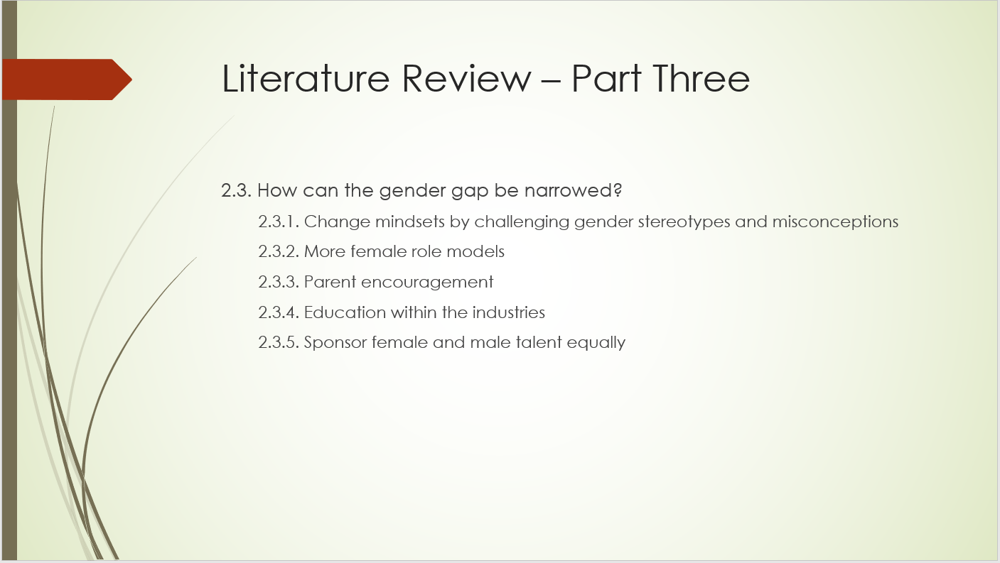 Literature Review – Part Three
2.3. How can the gender gap be narrowed?
2.3.1. Change mindsets by challenging gender stereotypes and misconceptions
2.3.2. More female role models
2.3.3. Parent encouragement
2.3.4. Education within the industries
2.3.5. Sponsor female and male talent equally